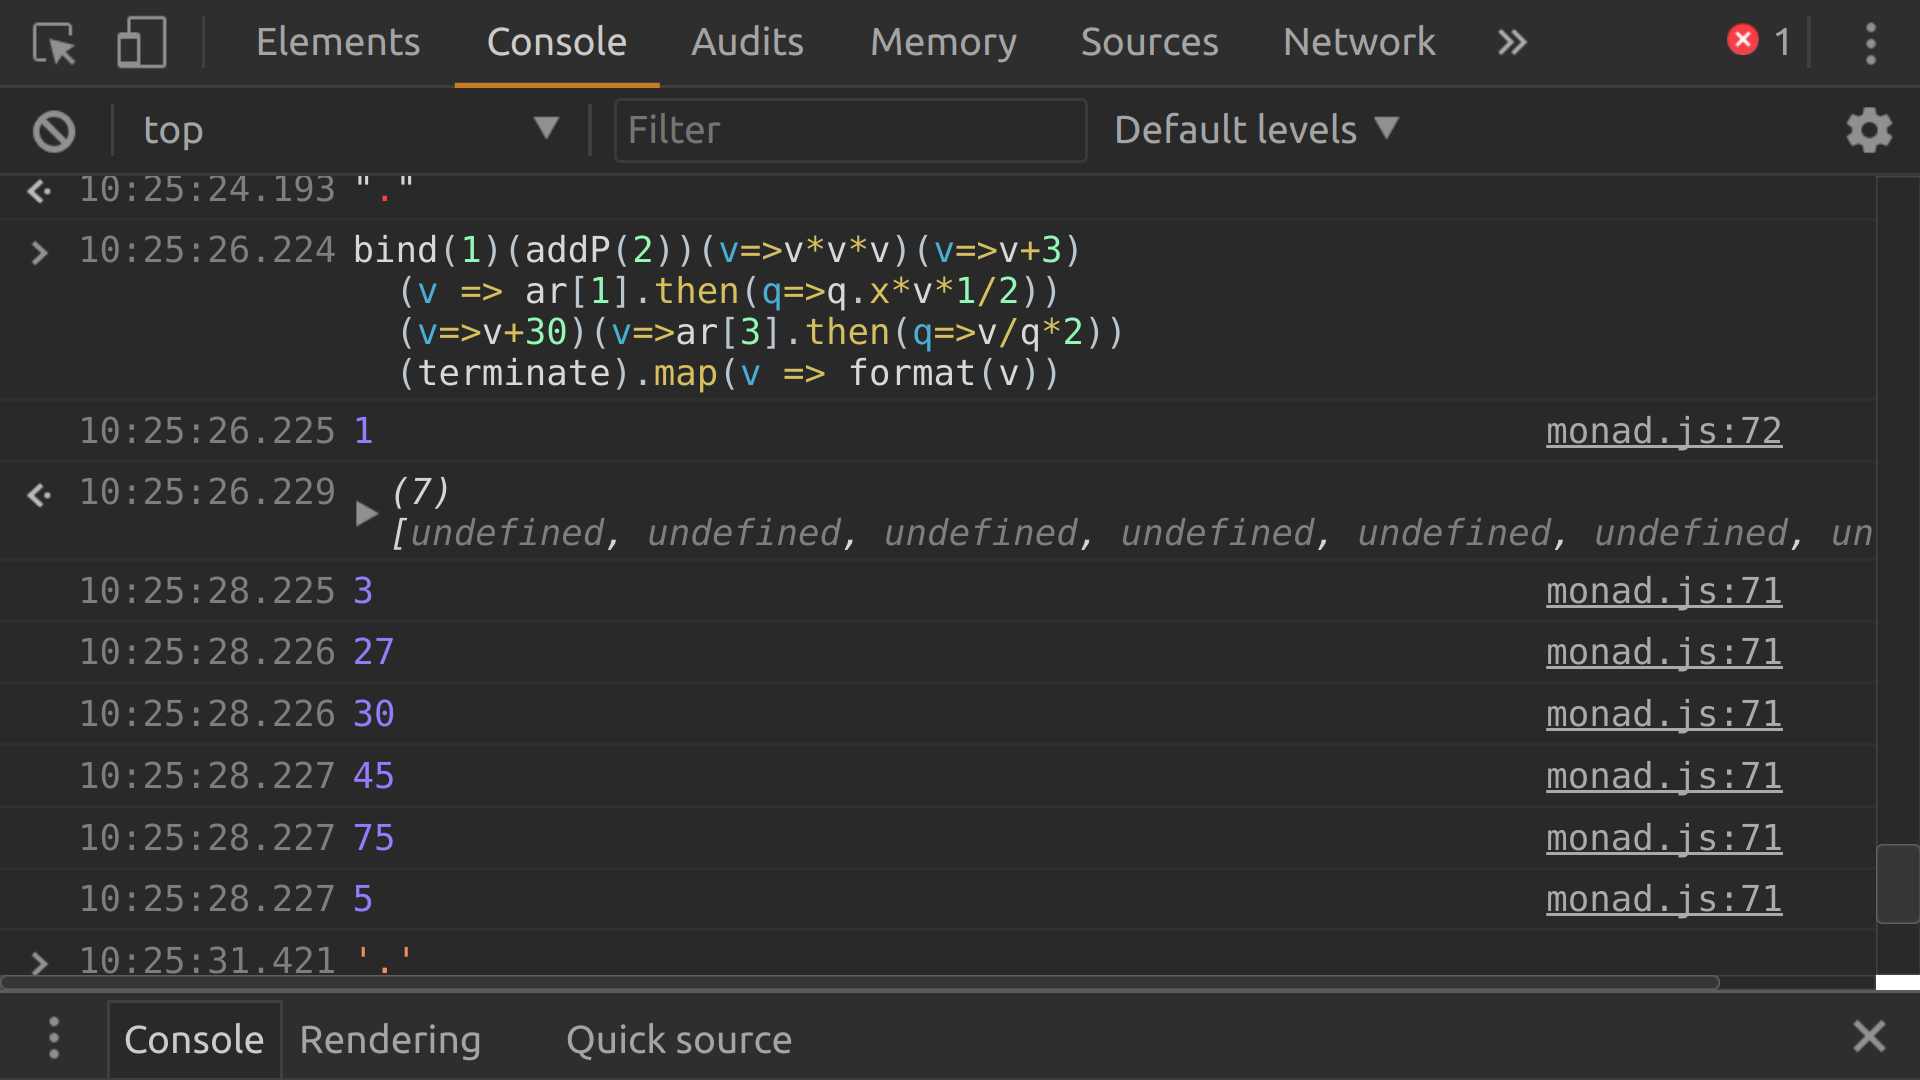 Elements Console Audits Memory Sources Network 1
top Filter Default levels
10:25:24.193 "."
10:25:26.224 bind(1)(addP(2))(v=>v*v*v)(v=>v+3)
(v => ar[1].then(q=>q.x*v*1/2))
(v=>v+30)(v=>ar[3].then(q=>v/q*2))
(terminate).map(v => format(v))
10:25:26.225 1 monad.js:72
10:25:26.229 (7)
[undefined, undefined, undefined, undefined, undefined, undefined, un
10:25:28.225 3 monad.js:71
10:25:28.226 27 monad.js:71
10:25:28.226 30 monad.js:71
10:25:28.227 45 monad.js:71
10:25:28.227 75 monad.js:71
10:25:28.227 5 monad.js:71
10:25:31.421 '.'
Console Rendering Quick source